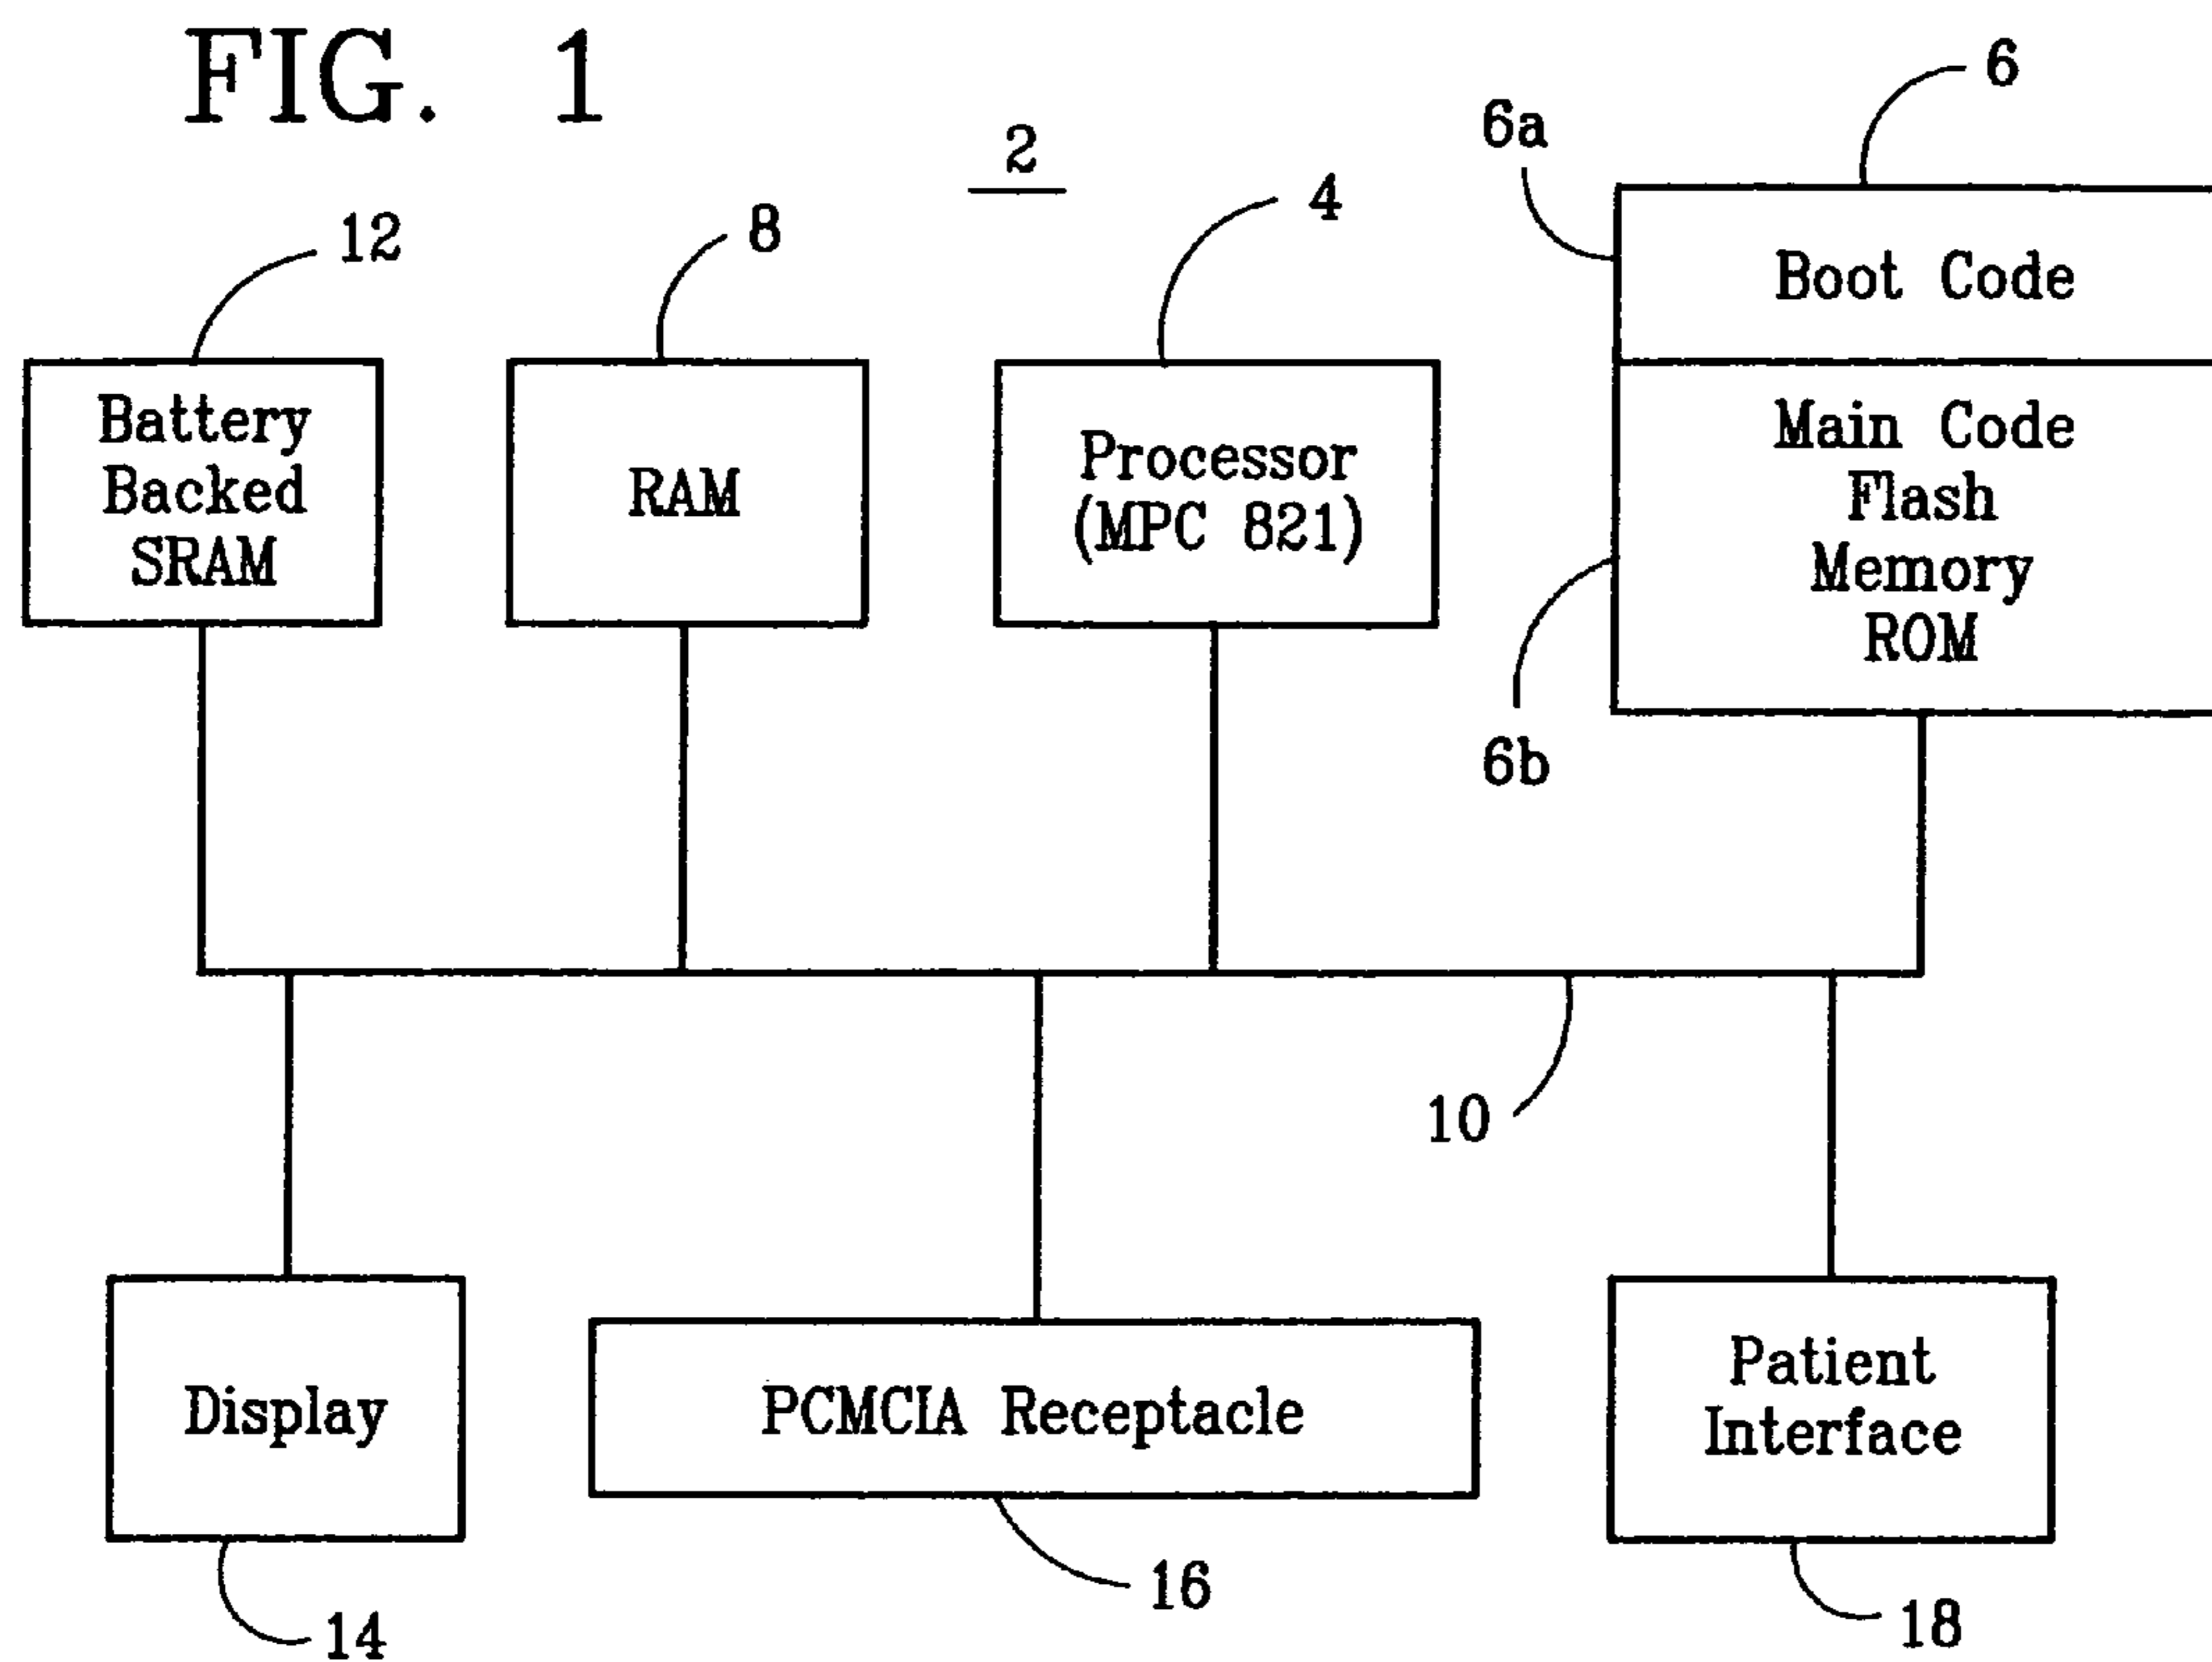 FIG. 1
2
6
6a
4
8
12
Boot Code
Battery
Backed
SRAM
RAM
Processor
(MPC 821)
Main Code
Flash
Memory
ROM
6b
10
Display
PCMCIA Receptacle
Patient
Interface
14
16
18